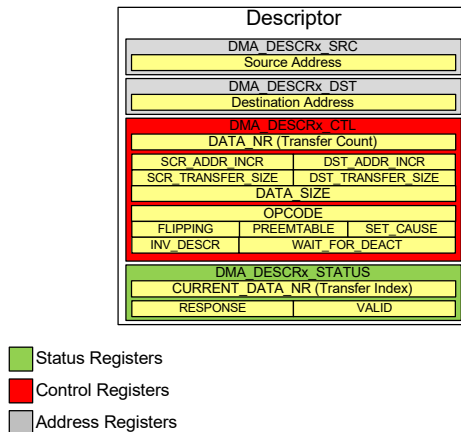 Descriptor
DMA_DESCRx_SRC
Source Address
DMA_DESCRx_DST
Destination Address
DMA_DESCRx_CTL
DATA_NR (Transfer Count)
SCR_ADDR_INCR DST_ADDR_INCR
SCR_TRANSFER_SIZE DST_TRANSFER_SIZE
DATA_SIZE
OPCODE
FLIPPING PREEMTABLE SET_CAUSE
INV_DESCR WAIT_FOR_DEACT
DMA_DESCRx_STATUS
CURRENT_DATA_NR (Transfer Index)
RESPONSE VALID
Status Registers
Control Registers
Address Registers